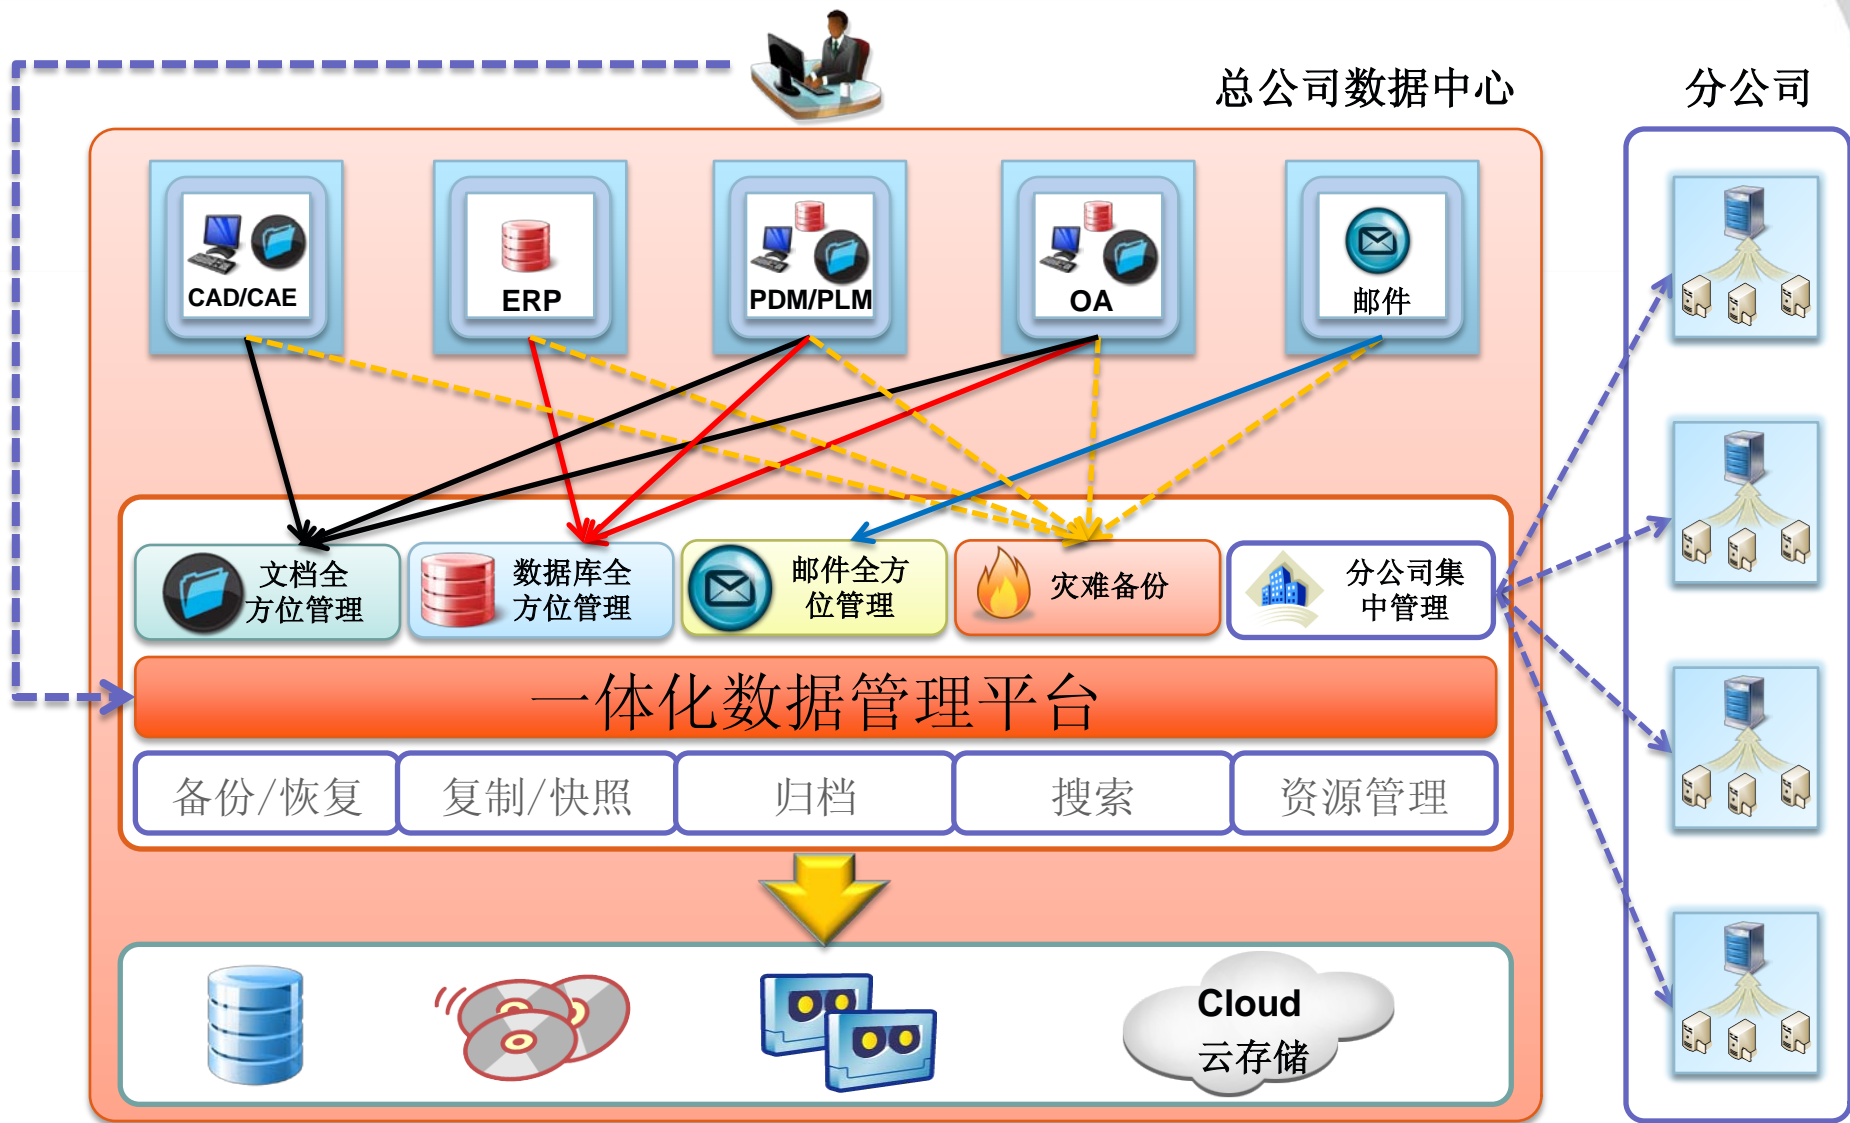 总公司数据中心
分公司
CAD/CAE
ERP
PDM/PLM
OA
邮件
文档全
方位管理
数据库全
方位管理
邮件全方
位管理
灾难备份
分公司集
中管理
一体化数据管理平台
备份/恢复
复制/快照
归档
搜索
资源管理
Cloud
云存储